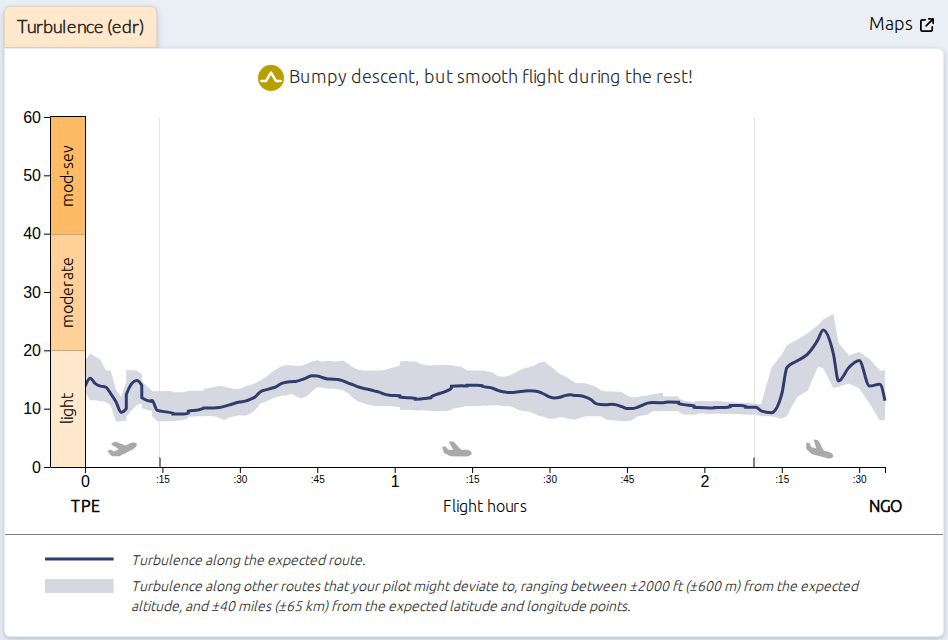 Turbulence (edr)
Maps
Bumpy descent, but smooth flight during the rest!
60
50
40
30
20
10
0
mod-sev
moderate
light
0 :15 :30 :45 1 :15 :30 :45 2 :15 :30
TPE Flight hours NGO
Turbulence along the expected route.
Turbulence along other routes that your pilot might deviate to, ranging between ±2000 ft (±600 m) from the expected
altitude, and ±40 miles (±65 km) from the expected latitude and longitude points.